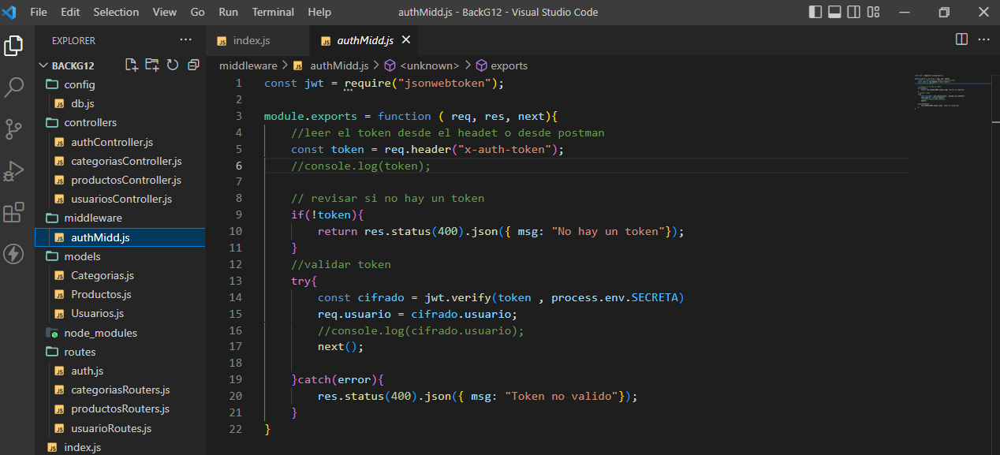 File Edit Selection View Go Run Terminal Help authMidd.js - BackG12 - Visual Studio Code
EXPLORER
BACKG12
config
db.js
controllers
authController.js
categoriasController.js
productosController.js
usuariosController.js
middleware
authMidd.js
models
Categorias.js
Productos.js
Usuarios.js
node_modules
routes
auth.js
categoriasRouters.js
productosRouters.js
usuarioRoutes.js
index.js
index.js authMidd.js
middleware > authMidd.js > <unknown> > exports
1 const jwt = require("jsonwebtoken");
2
3 module.exports = function ( req, res, next){
4 //leer el token desde el headet o desde postman
5 const token = req.header("x-auth-token");
6 //console.log(token);
7
8 // revisar si no hay un token
9 if(!token){
10 return res.status(400).json({ msg: "No hay un token"});
11 }
12 //validar token
13 try{
14 const cifrado = jwt.verify(token , process.env.SECRETA)
15 req.usuario = cifrado.usuario;
16 //console.log(cifrado.usuario);
17 next();
18
19 }catch(error){
20 res.status(400).json({ msg: "Token no valido"});
21 }
22 }